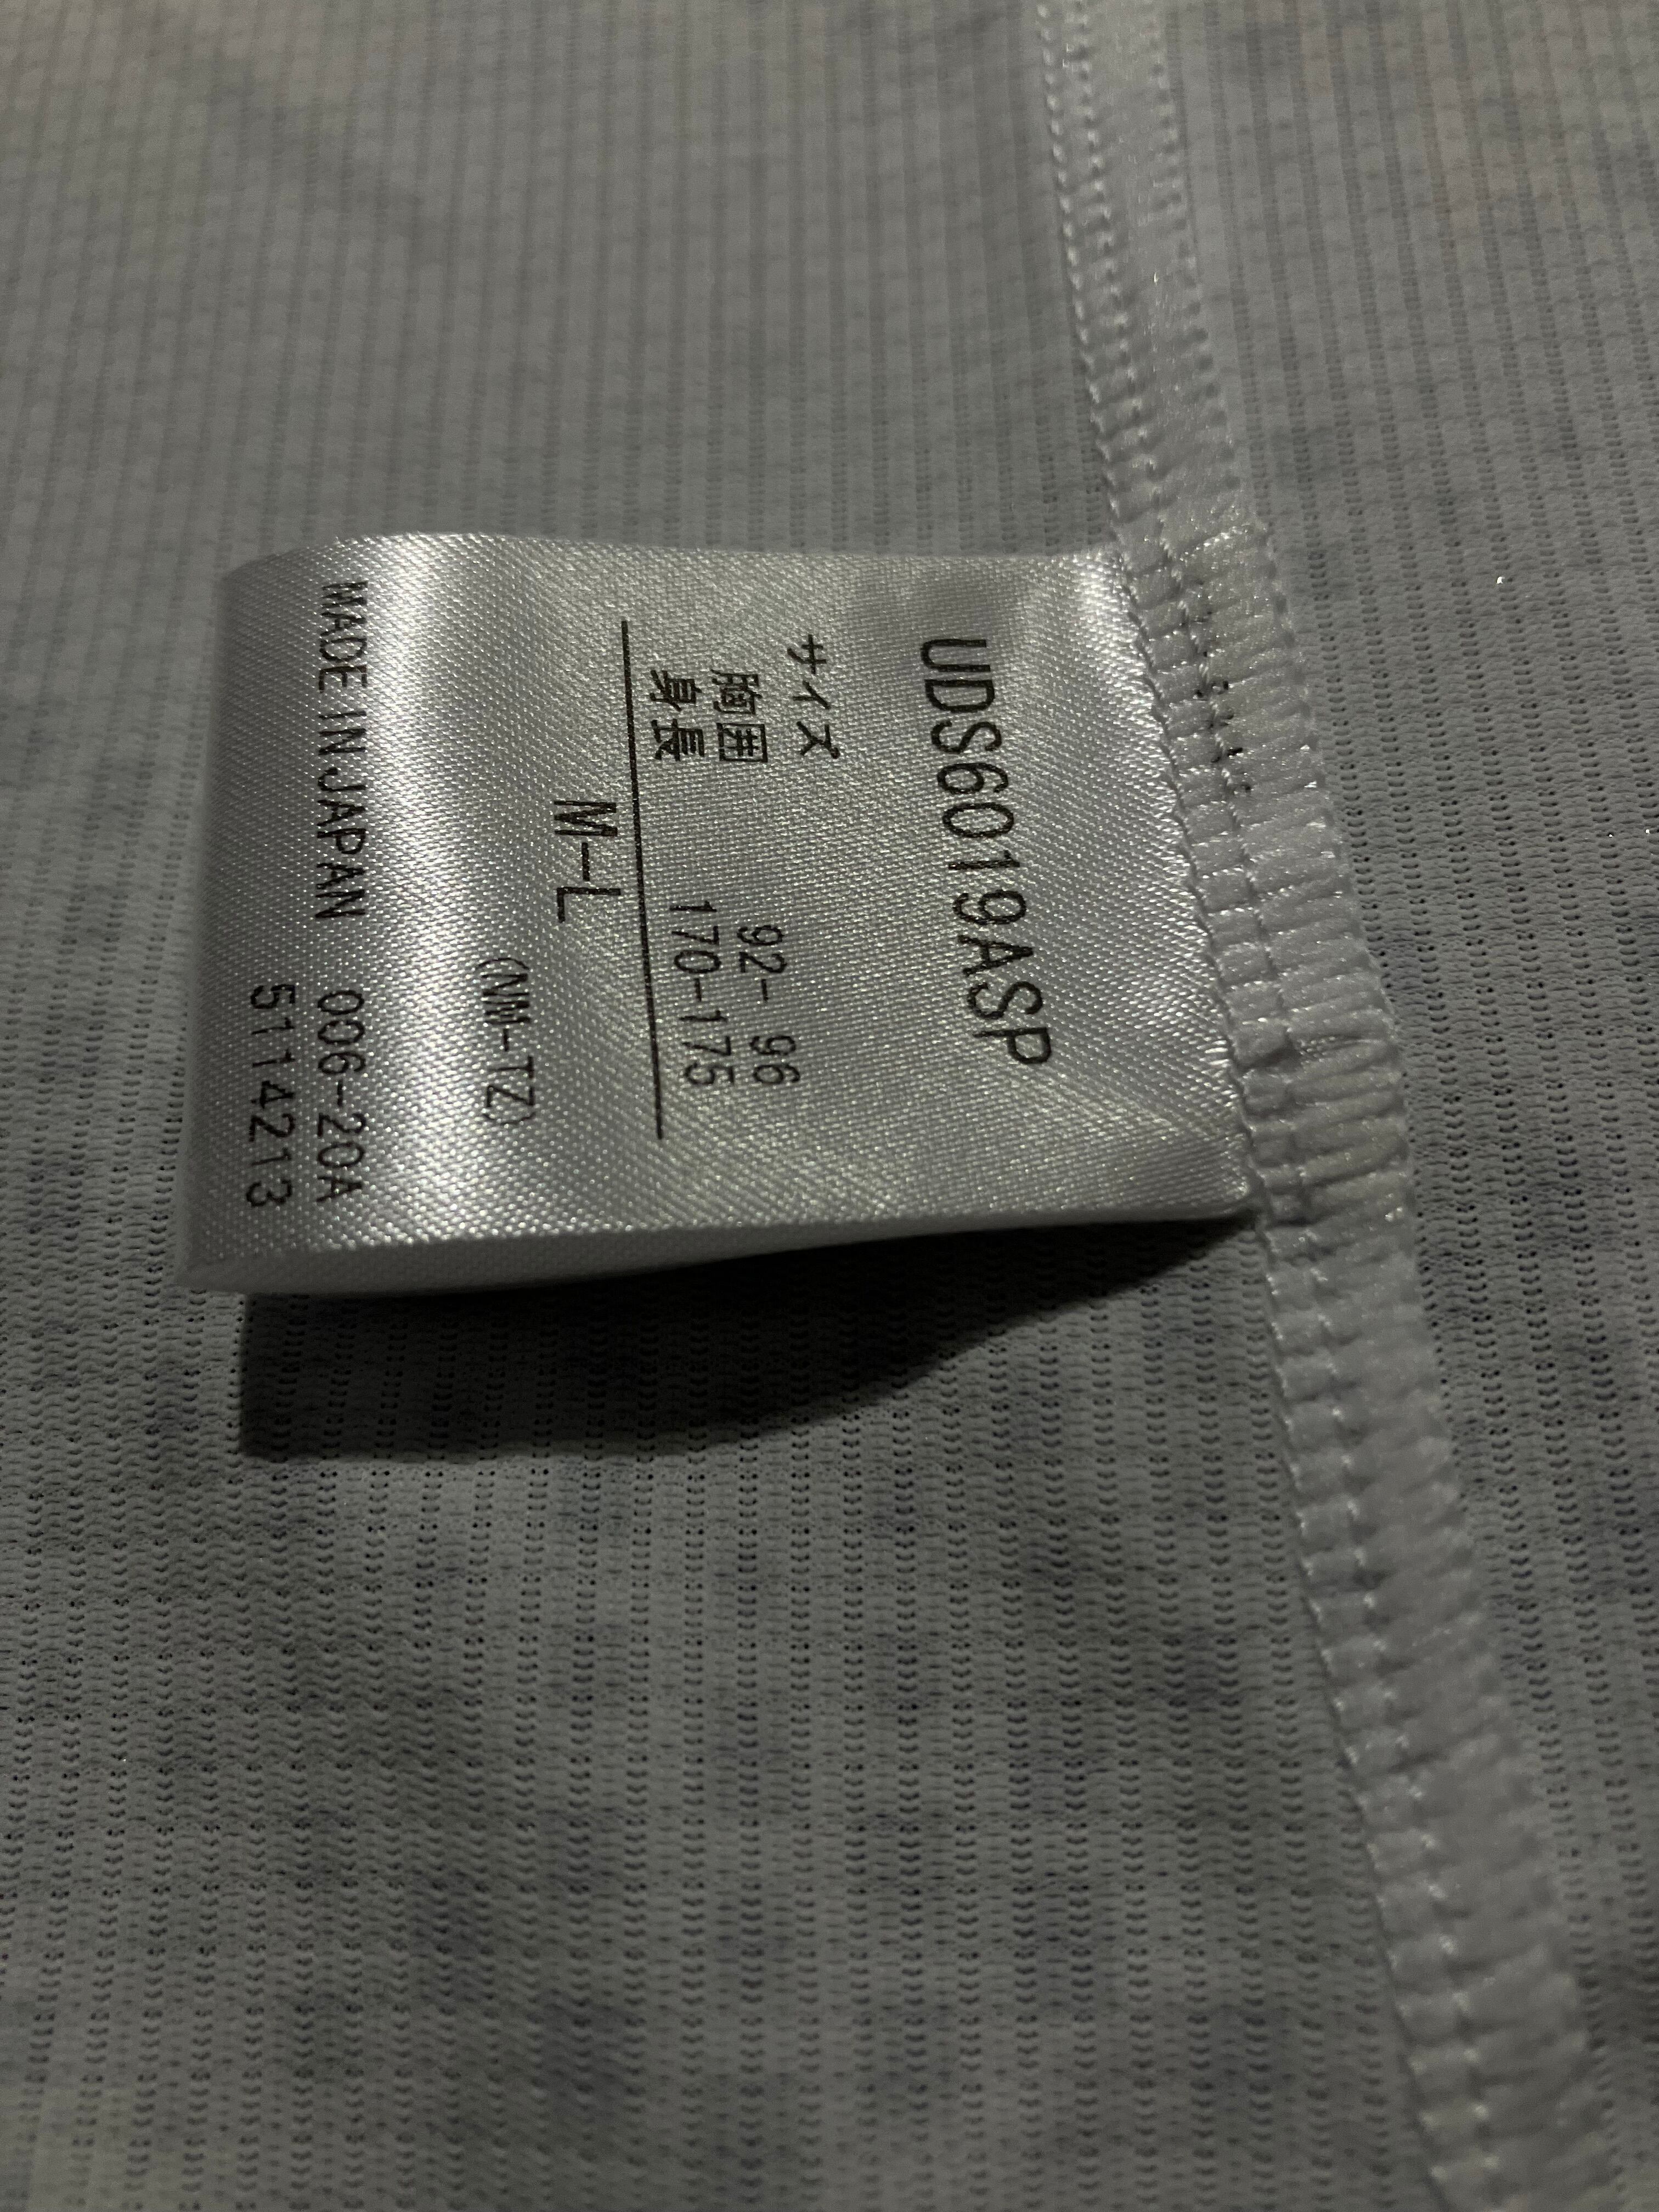 UDS6019ASP
サイズ
胸囲 92- 96
身長 170-175
M-L
(NM-TZ)
MADE IN JAPAN 006-20A
5114213